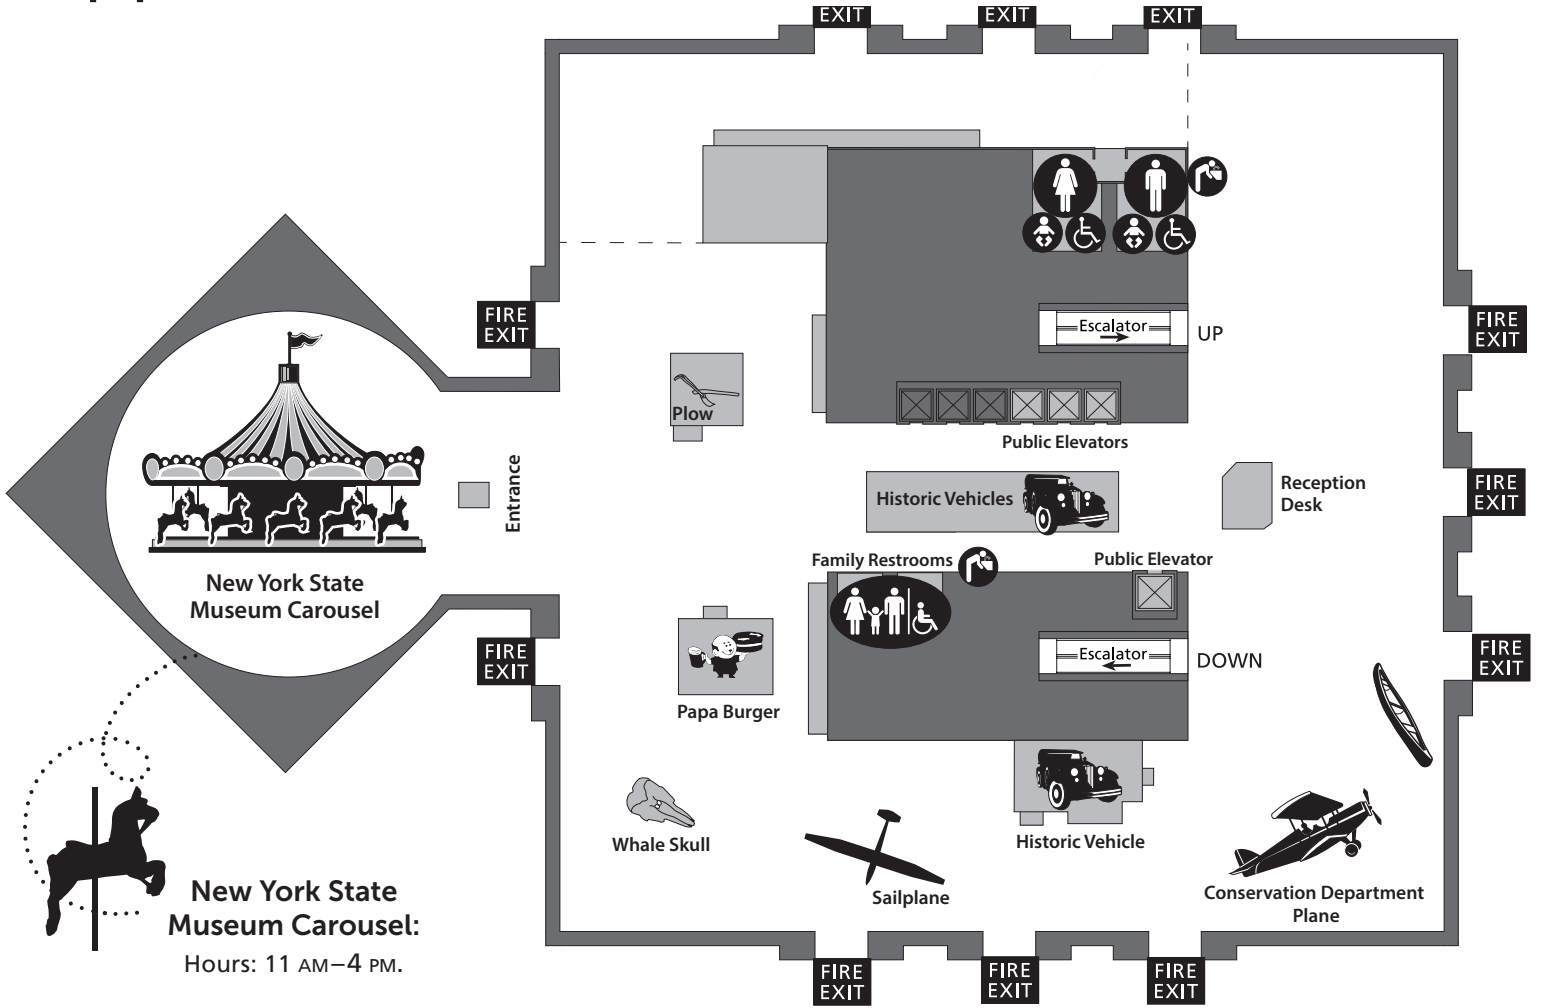 EXIT
EXIT
EXIT
FIRE
EXIT
Escalator
UP
FIRE
EXIT
Plow
Public Elevators
Entrance
Historic Vehicles
Reception
Desk
FIRE
EXIT
Family Restrooms
Public Elevator
New York State
Museum Carousel
FIRE
EXIT
Escalator
DOWN
FIRE
EXIT
Papa Burger
Whale Skull
Historic Vehicle
Sailplane
Conservation Department
Plane
New York State
Museum Carousel:
Hours: 11 AM–4 PM.
FIRE
EXIT
FIRE
EXIT
FIRE
EXIT